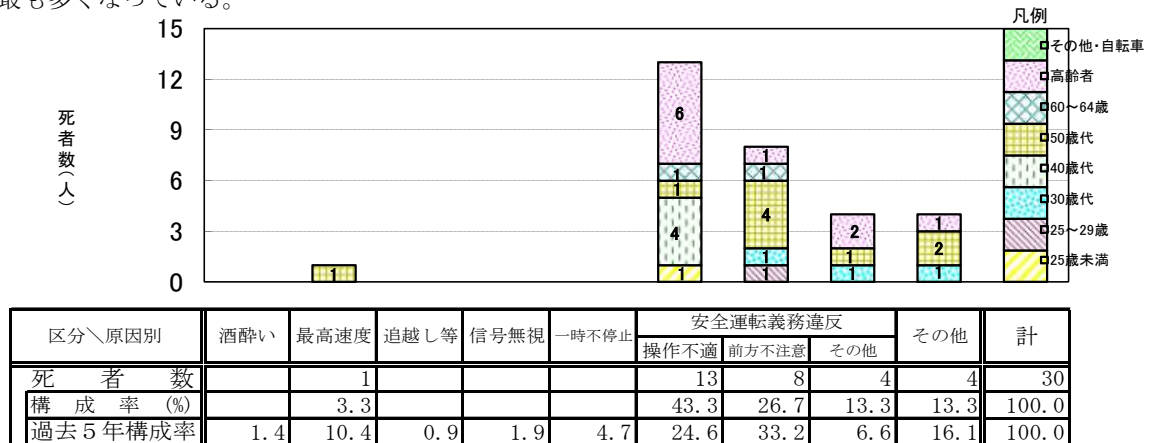 最も多くなっている。
凡例
15
12
9
6
3
0
死者数(人)
1
1
4
1
1
6
1
1
4
1
1
1
1
2
1
2
1
その他・自転車
高齢者
60～64歳
50歳代
40歳代
30歳代
25～29歳
25歳未満
区分＼原因別 酒酔い 最高速度 追越し等 信号無視 一時不停止 安全運転義務違反 その他 計
操作不適 前方不注意 その他
死者数 1 13 8 4 4 30
構成率(%) 3.3 43.3 26.7 13.3 13.3 100.0
過去５年構成率 1.4 10.4 0.9 1.9 4.7 24.6 33.2 6.6 16.1 100.0